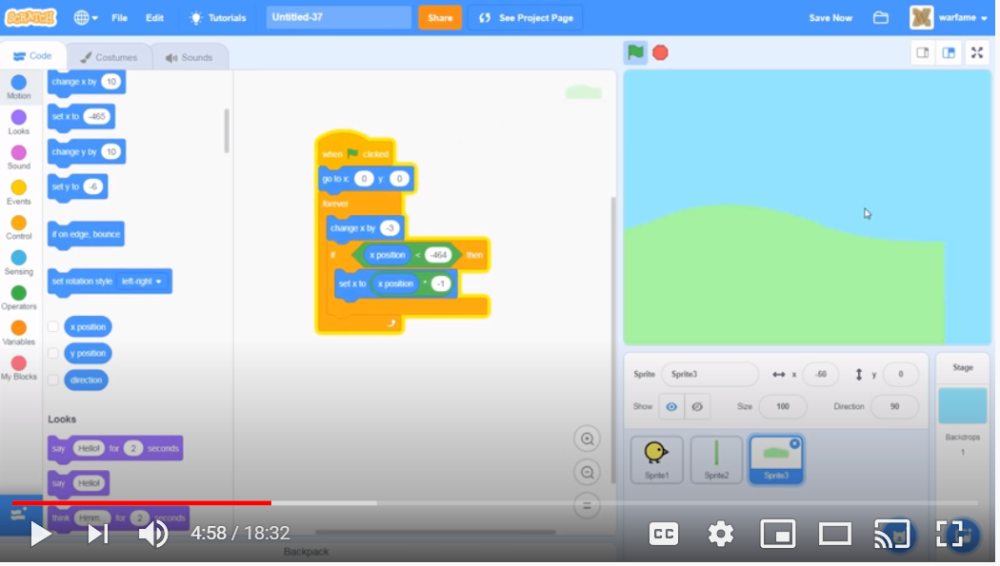 SCRATCH File Edit Tutorials Untitled-37 Share See Project Page Save Now warfame
Code Costumes Sounds
Motion
Looks
Sound
Events
Control
Sensing
Operators
Variables
My Blocks
change x by 10
set x to -465
change y by 10
set y to -6
if on edge, bounce
set rotation style left-right
x position
y position
direction
Looks
say Hello! for 2 seconds
say Hello!
think Hmm... for 2 seconds
when clicked
go to x: 0 y: 0
forever
change x by -3
if x position < -464 then
set x to x position * -1
Sprite Sprite3 x -60 y 0
Show Size 100 Direction 90
Sprite1 Sprite2 Sprite3
Stage
Backdrops
1
4:58 / 18:32
CC
Backpack